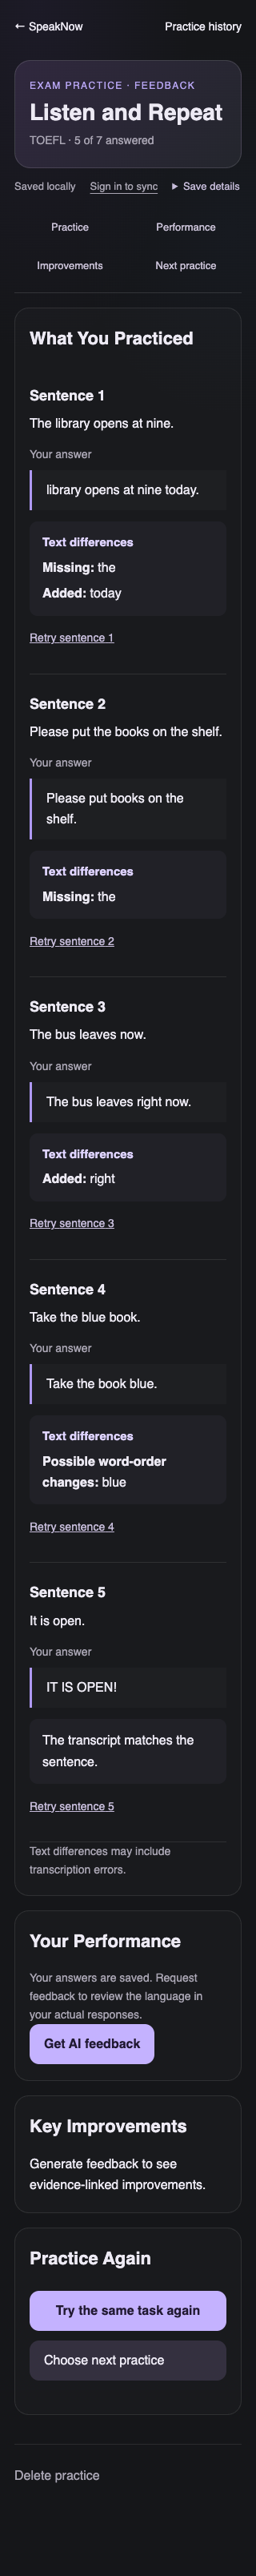 ← SpeakNow
Practice history
EXAM PRACTICE · FEEDBACK
Listen and Repeat
TOEFL · 5 of 7 answered
Saved locally
Sign in to sync
▶ Save details
Practice
Performance
Improvements
Next practice
What You Practiced
Sentence 1
The library opens at nine.
Your answer
library opens at nine today.
Text differences
Missing: the
Added: today
Retry sentence 1
Sentence 2
Please put the books on the shelf.
Your answer
Please put books on the
shelf.
Text differences
Missing: the
Retry sentence 2
Sentence 3
The bus leaves now.
Your answer
The bus leaves right now.
Text differences
Added: right
Retry sentence 3
Sentence 4
Take the blue book.
Your answer
Take the book blue.
Text differences
Possible word-order
changes: blue
Retry sentence 4
Sentence 5
It is open.
Your answer
IT IS OPEN!
The transcript matches the
sentence.
Retry sentence 5
Text differences may include
transcription errors.
Your Performance
Your answers are saved. Request
feedback to review the language in
your actual responses.
Get AI feedback
Key Improvements
Generate feedback to see
evidence-linked improvements.
Practice Again
Try the same task again
Choose next practice
Delete practice